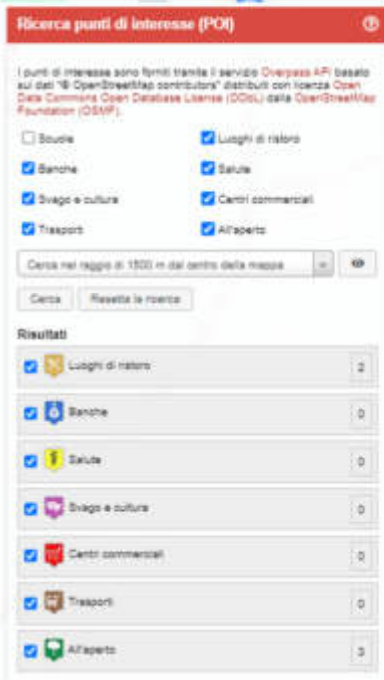 Ricerca punti di interesse (POI)
I punti di interesse sono forniti tramite il servizio Overpass API basato
sui dati "© OpenStreetMap contributors" distribuiti con licenza Open
Data Commons Open Database License (ODbL) dalla OpenStreetMap
Foundation (OSMF).
Scuole
Luoghi di ristoro
Banche
Salute
Svago e cultura
Centri commerciali
Trasporti
All'aperto
Cerca nel raggio di 1500 m dal centro della mappa
Cerca Resetta la ricerca
Risultati
Luoghi di ristoro 2
Banche 0
Salute 0
Svago e cultura 0
Centri commerciali 0
Trasporti 0
All'aperto 3